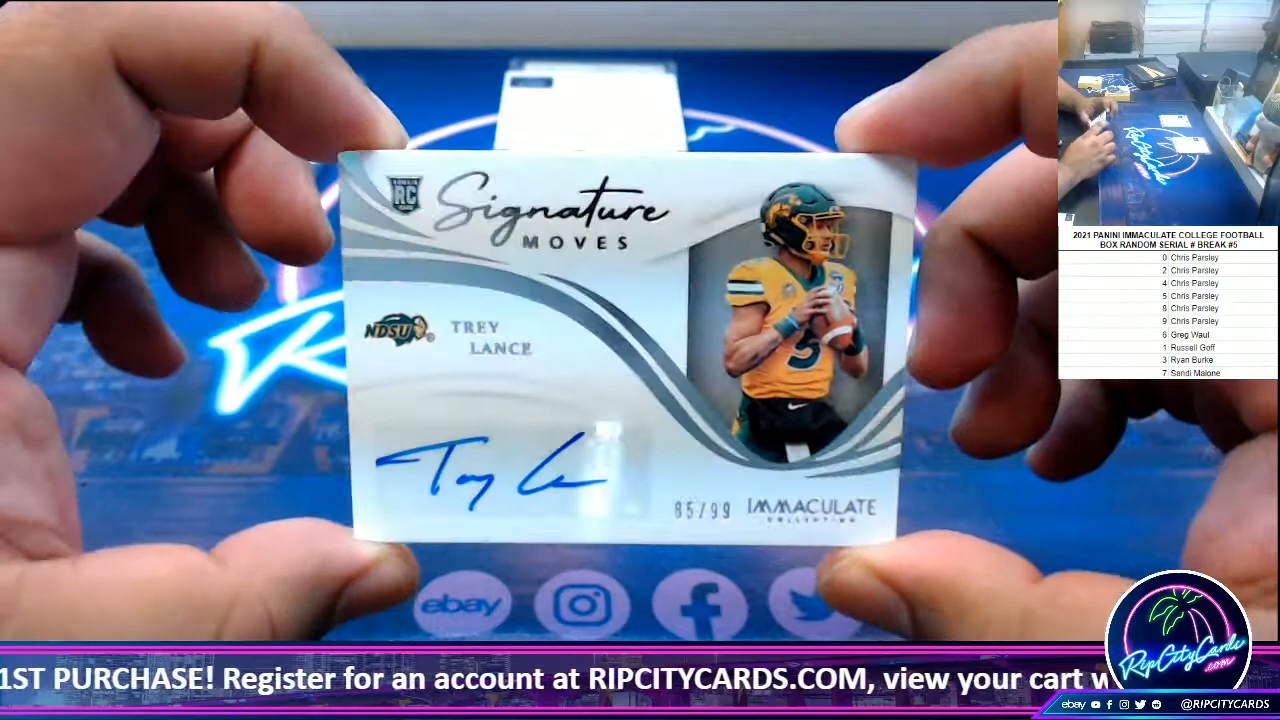 RC
Signature
MOVES
NDSU
TREY
LANCE
5
85/99
IMMACULATE
COLLECTION
ebay
1ST PURCHASE! Register for an account at RIPCITYCARDS.COM, view your cart w
RipCityCards
.com
ebay @RIPCITYCARDS
2021 PANINI IMMACULATE COLLEGE FOOTBALL
BOX RANDOM SERIAL # BREAK #5
0 Chris Parsley
2 Chris Parsley
4 Chris Parsley
5 Chris Parsley
8 Chris Parsley
9 Chris Parsley
6 Greg Waul
1 Russell Goff
3 Ryan Burke
7 Sandi Malone